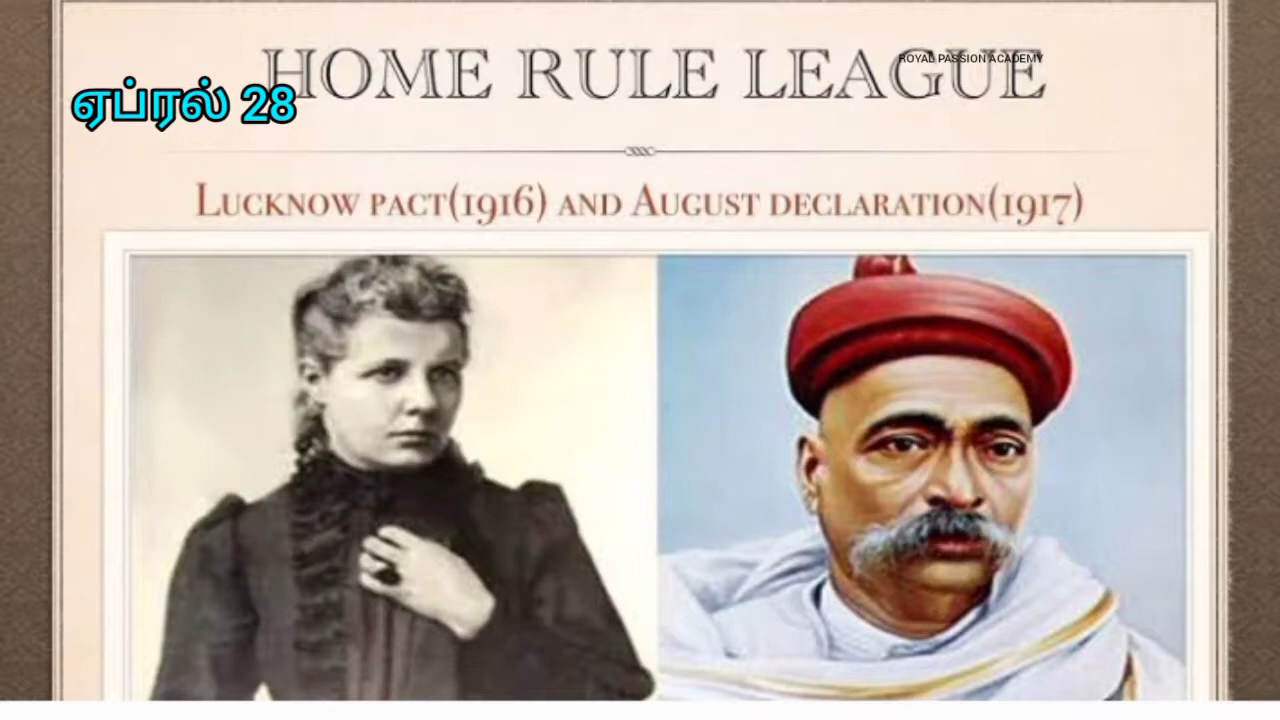 HOME RULE LEAGUE
ROYAL PASSION ACADEMY
ஏப்ரல் 28
Lucknow pact(1916) and August declaration(1917)